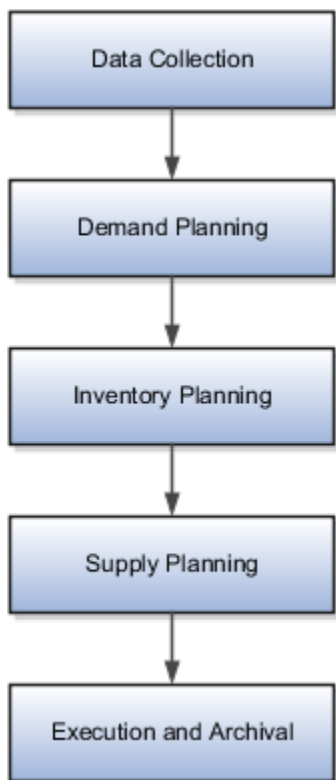 Data Collection
Demand Planning
Inventory Planning
Supply Planning
Execution and Archival